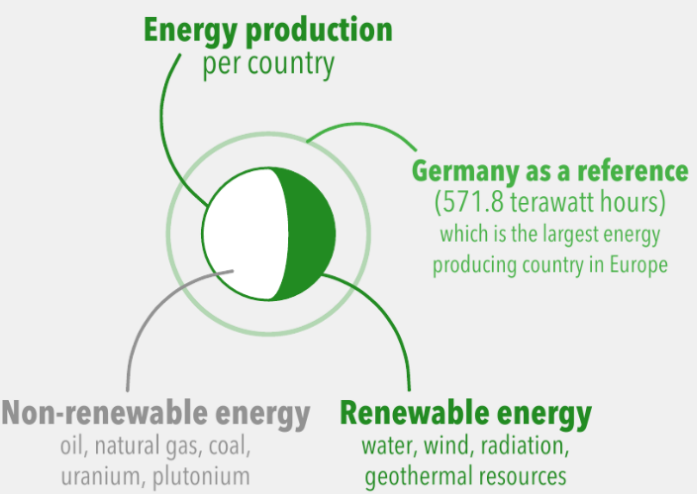 Energy production
per country
Germany as a reference
(571.8 terawatt hours)
which is the largest energy
producing country in Europe
Non-renewable energy
oil, natural gas, coal,
uranium, plutonium
Renewable energy
water, wind, radiation,
geothermal resources